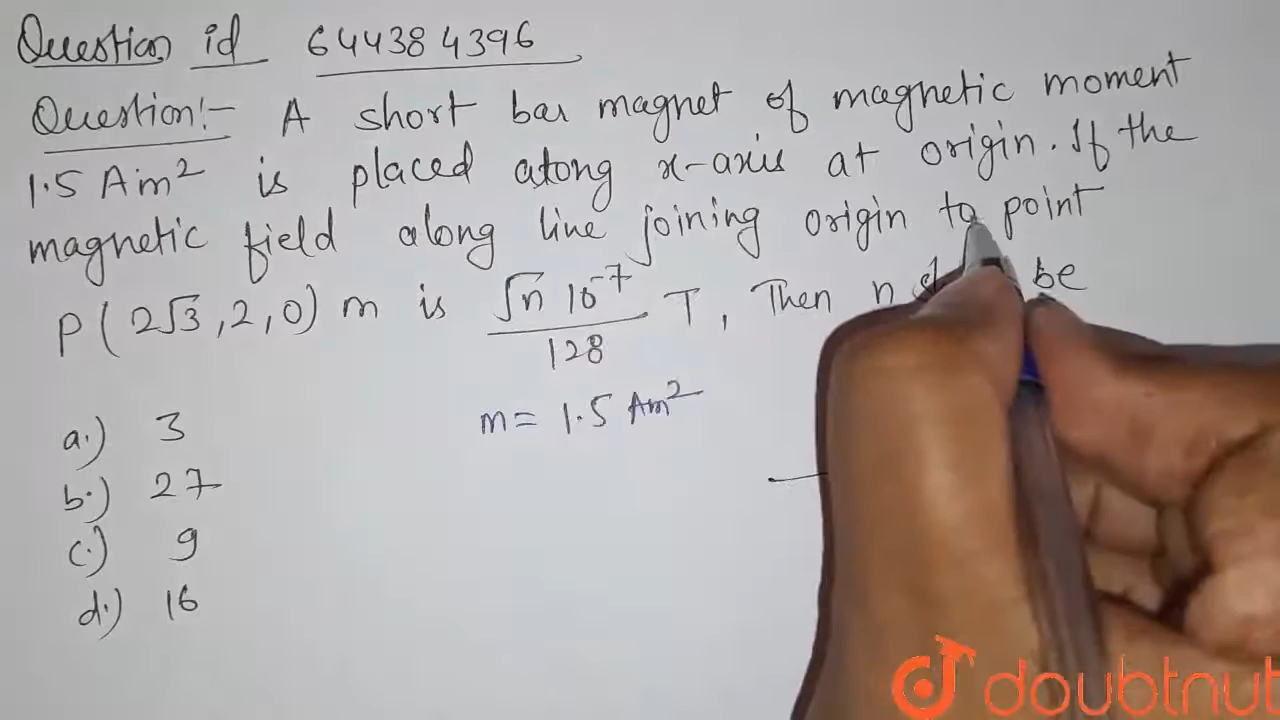 Question id 644384396
Question:- A short bar magnet of magnetic moment
1.5 Am² is placed along x-axis at origin. If the
magnetic field along line joining origin to point
P(2√3, 2, 0) m is √n 10⁻⁷/128 T, Then n be
m = 1.5 Am²
a.) 3
b.) 27
c.) 9
d.) 16
doubtnut